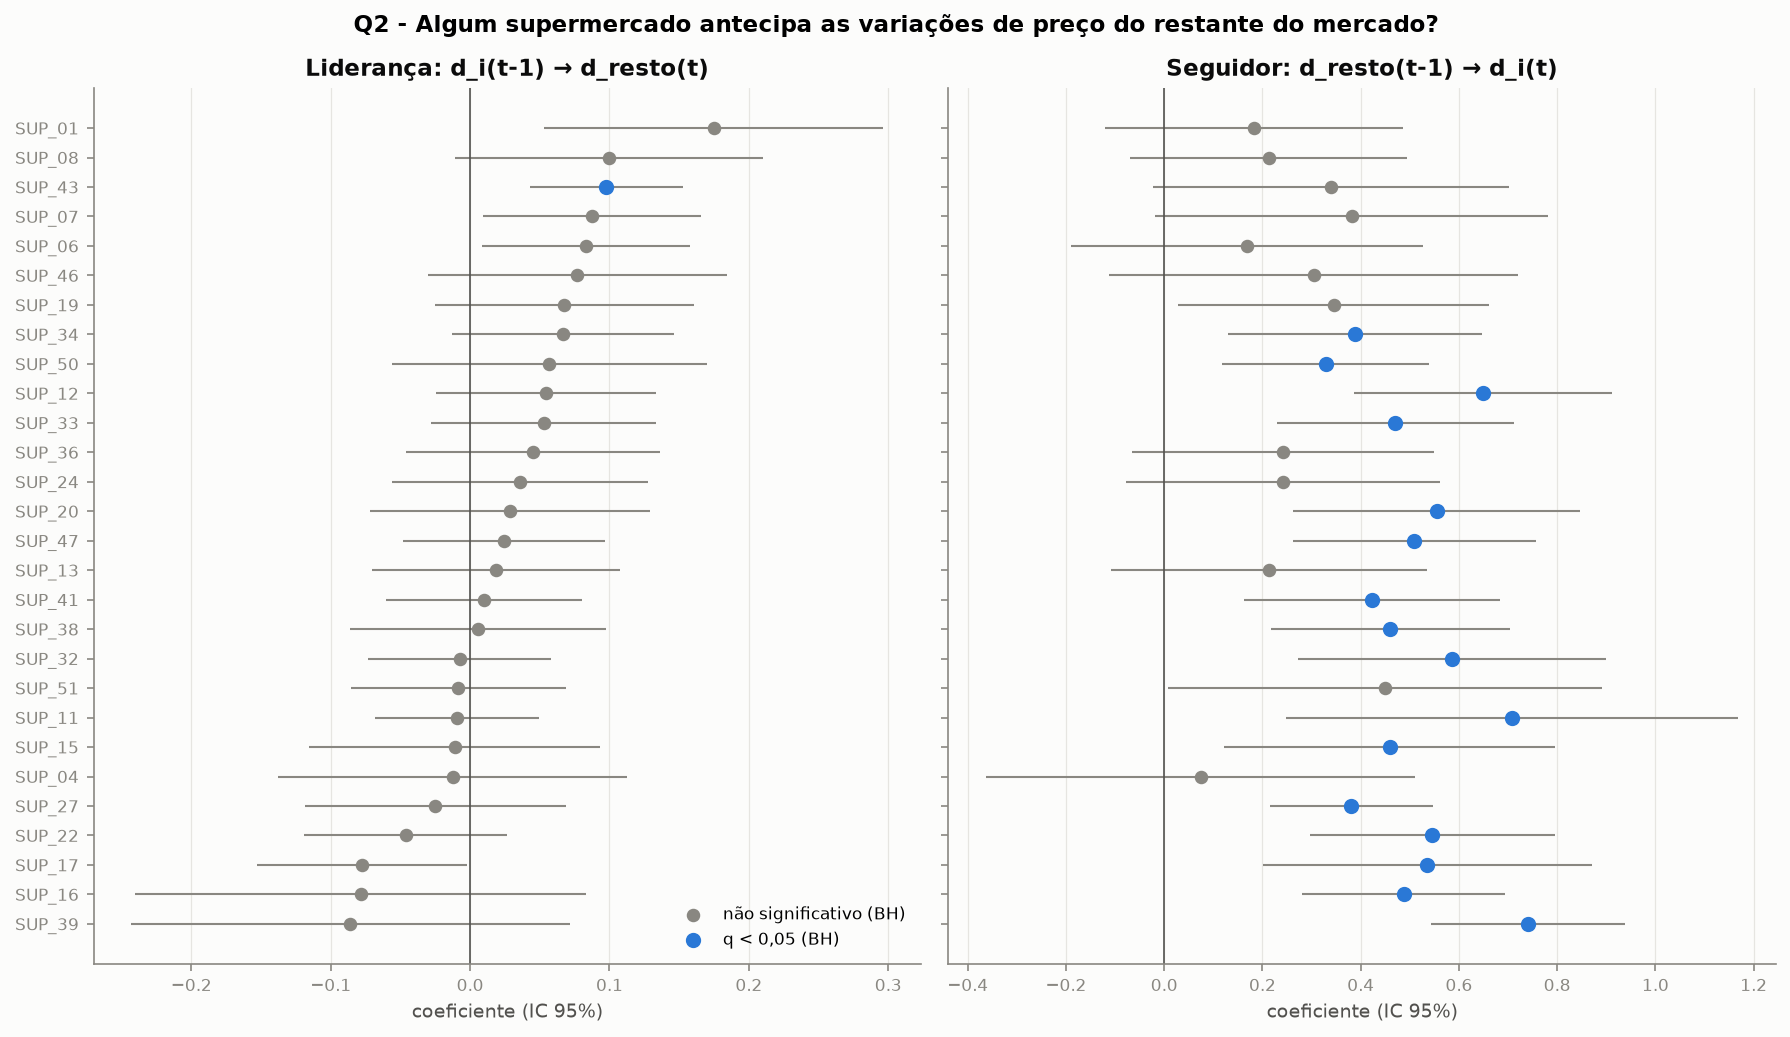 Q2 - Algum supermercado antecipa as variações de preço do restante do mercado?
Liderança: d_i(t-1) → d_resto(t)
Seguidor: d_resto(t-1) → d_i(t)
SUP_01
SUP_08
SUP_43
SUP_07
SUP_06
SUP_46
SUP_19
SUP_34
SUP_50
SUP_12
SUP_33
SUP_36
SUP_24
SUP_20
SUP_47
SUP_13
SUP_41
SUP_38
SUP_32
SUP_51
SUP_11
SUP_15
SUP_04
SUP_27
SUP_22
SUP_17
SUP_16
SUP_39
não significativo (BH)
q < 0,05 (BH)
−0.2 −0.1 0.0 0.1 0.2 0.3
coeficiente (IC 95%)
−0.4 −0.2 0.0 0.2 0.4 0.6 0.8 1.0 1.2
coeficiente (IC 95%)